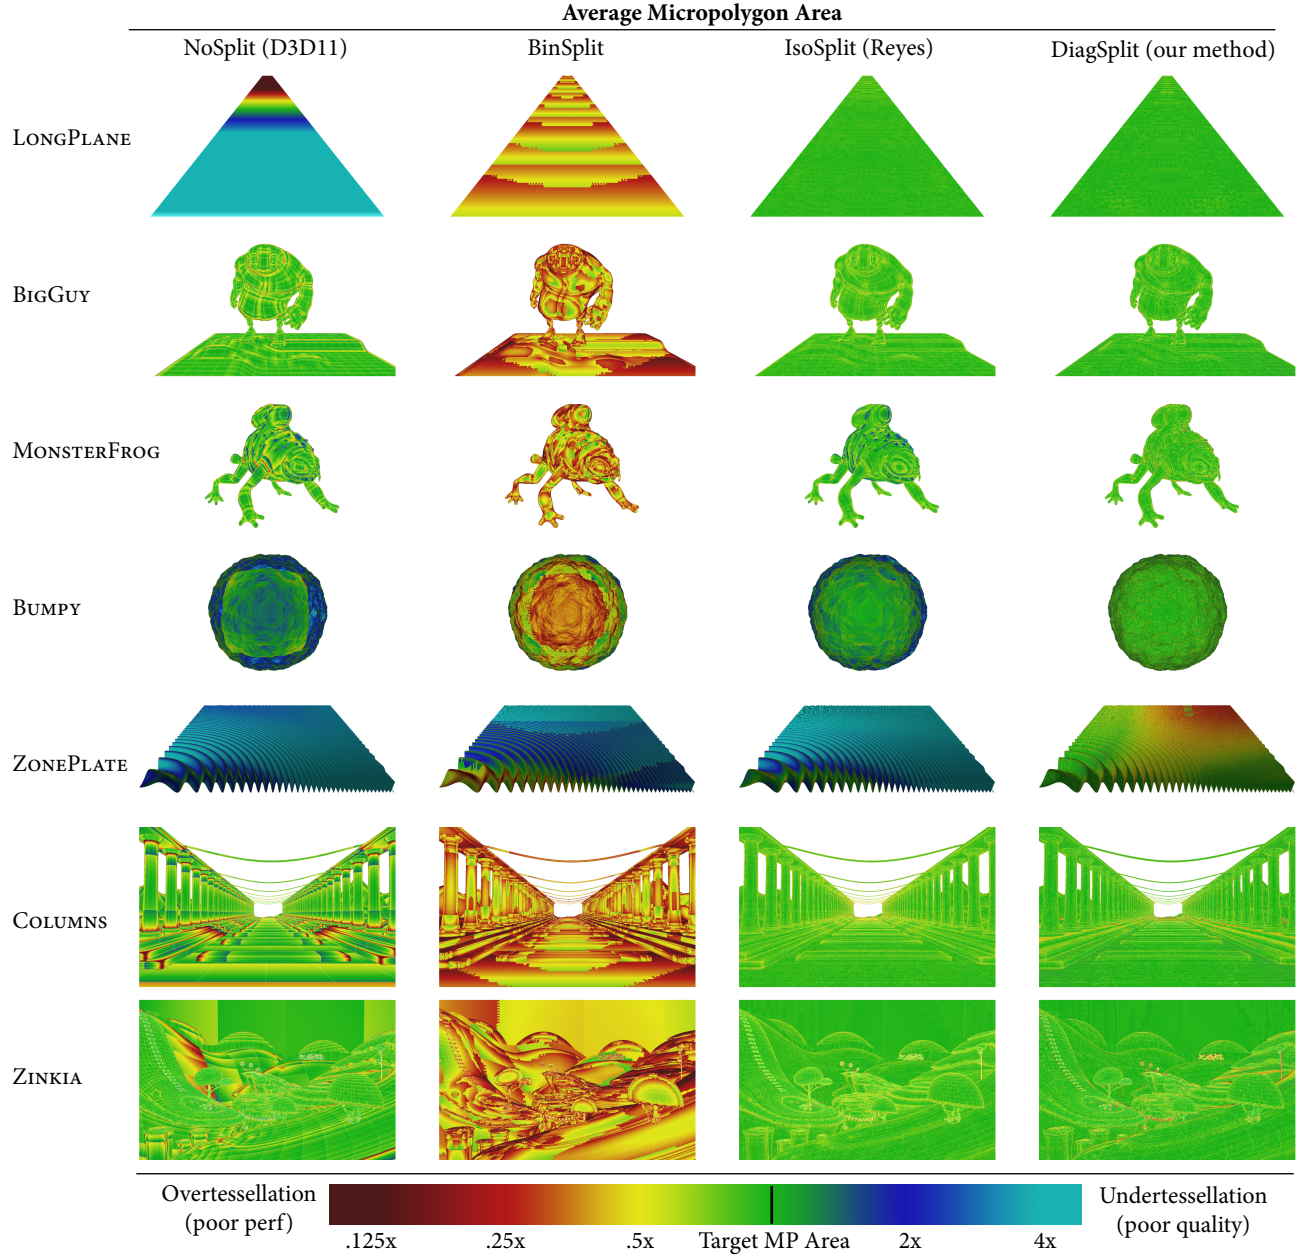 Average Micropolygon Area
NoSplit (D3D11) BinSplit IsoSplit (Reyes) DiagSplit (our method)
LongPlane
BigGuy
MonsterFrog
Bumpy
ZonePlate
Columns
Zinkia
Overtessellation
(poor perf)
Undertessellation
(poor quality)
.125x .25x .5x Target MP Area 2x 4x